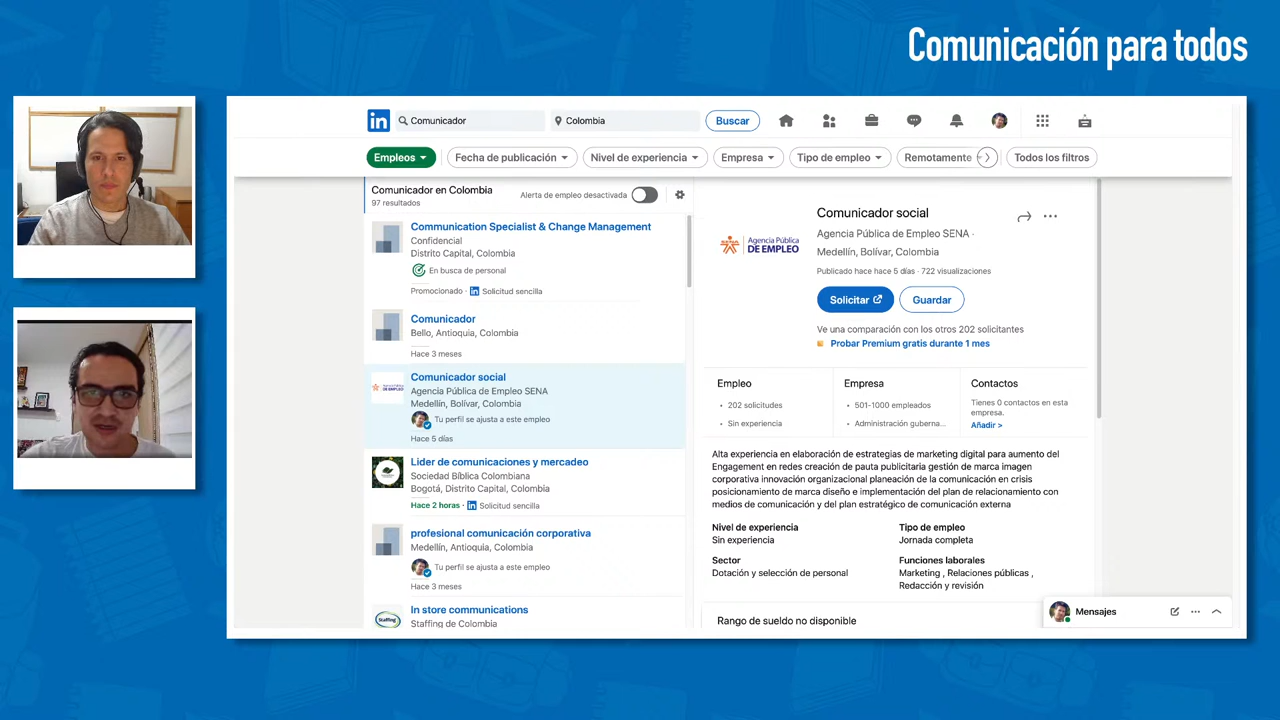 Comunicación para todos
in
Comunicador
Colombia
Buscar
Empleos
Fecha de publicación
Nivel de experiencia
Empresa
Tipo de empleo
Remotamente
Todos los filtros
Comunicador en Colombia
97 resultados
Alerta de empleo desactivada
Communication Specialist & Change Management
Confidencial
Distrito Capital, Colombia
En busca de personal
Promocionado · in Solicitud sencilla
Comunicador
Bello, Antioquia, Colombia
Hace 3 meses
Comunicador social
Agencia Pública de Empleo SENA
Medellín, Bolívar, Colombia
Tu perfil se ajusta a este empleo
Hace 5 días
Lider de comunicaciones y mercadeo
Sociedad Bíblica Colombiana
Bogotá, Distrito Capital, Colombia
Hace 2 horas · in Solicitud sencilla
profesional comunicación corporativa
Medellín, Antioquia, Colombia
Tu perfil se ajusta a este empleo
Hace 3 meses
In store communications
Staffing de Colombia
Staffing
SENA
Agencia Pública
DE EMPLEO
Comunicador social
Agencia Pública de Empleo SENA ·
Medellín, Bolívar, Colombia
Publicado hace hace 5 días · 722 visualizaciones
Solicitar
Guardar
Ve una comparación con los otros 202 solicitantes
Probar Premium gratis durante 1 mes
Empleo
• 202 solicitudes
• Sin experiencia
Empresa
• 501-1000 empleados
• Administración guberna...
Contactos
Tienes 0 contactos en esta
empresa.
Añadir >
Alta experiencia en elaboración de estrategias de marketing digital para aumento del
Engagement en redes creación de pauta publicitaria gestión de marca imagen
corporativa innovación organizacional planeación de la comunicación en crisis
posicionamiento de marca diseño e implementación del plan de relacionamiento con
medios de comunicación y del plan estratégico de comunicación externa
Nivel de experiencia
Sin experiencia
Tipo de empleo
Jornada completa
Sector
Dotación y selección de personal
Funciones laborales
Marketing , Relaciones públicas ,
Redacción y revisión
Rango de sueldo no disponible
Mensajes